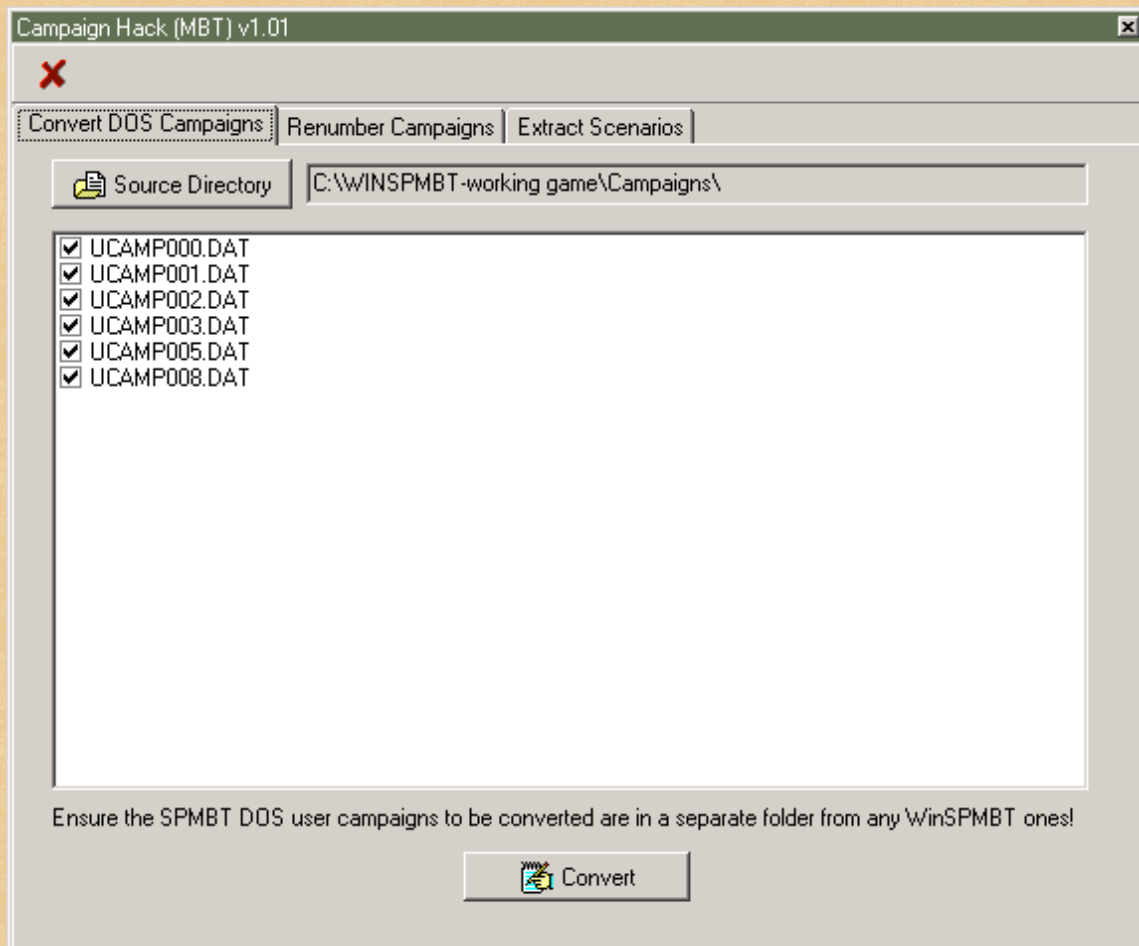 Campaign Hack (MBT) v1.01
Convert DOS Campaigns Renumber Campaigns Extract Scenarios
Source Directory C:\WINSPMBT-working game\Campaigns\
UCAMP000.DAT
UCAMP001.DAT
UCAMP002.DAT
UCAMP003.DAT
UCAMP005.DAT
UCAMP008.DAT
Ensure the SPMBT DOS user campaigns to be converted are in a separate folder from any WinSPMBT ones!
Convert